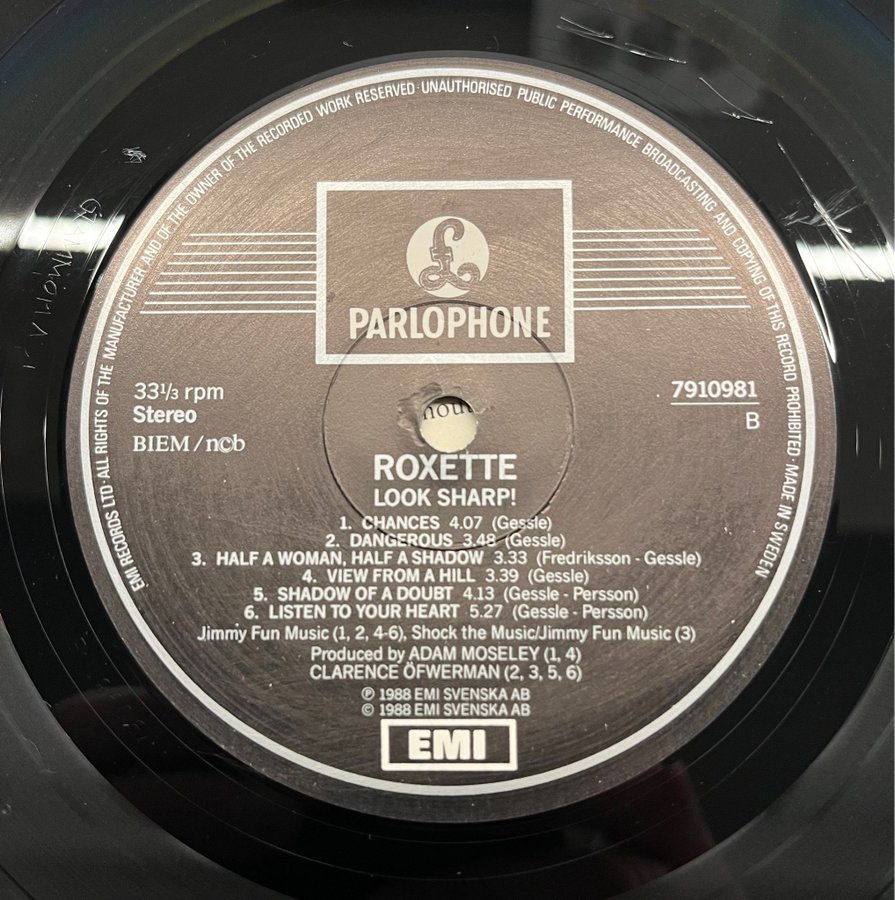 EMI RECORDS LTD · ALL RIGHTS OF THE MANUFACTURER AND OF THE OWNER OF THE RECORDED WORK RESERVED · UNAUTHORISED PUBLIC PERFORMANCE BROADCASTING AND COPYING OF THIS RECORD PROHIBITED · MADE IN SWEDEN
£
PARLOPHONE
33 1/3 rpm
Stereo
BIEM/n©b
7910981
B
ROXETTE
LOOK SHARP!
1. CHANCES 4.07 (Gessle)
2. DANGEROUS 3.48 (Gessle)
3. HALF A WOMAN, HALF A SHADOW 3.33 (Fredriksson - Gessle)
4. VIEW FROM A HILL 3.39 (Gessle)
5. SHADOW OF A DOUBT 4.13 (Gessle - Persson)
6. LISTEN TO YOUR HEART 5.27 (Gessle - Persson)
Jimmy Fun Music (1, 2, 4-6), Shock the Music/Jimmy Fun Music (3)
Produced by ADAM MOSELEY (1, 4)
CLARENCE ÖFWERMAN (2, 3, 5, 6)
℗ 1988 EMI SVENSKA AB
© 1988 EMI SVENSKA AB
EMI